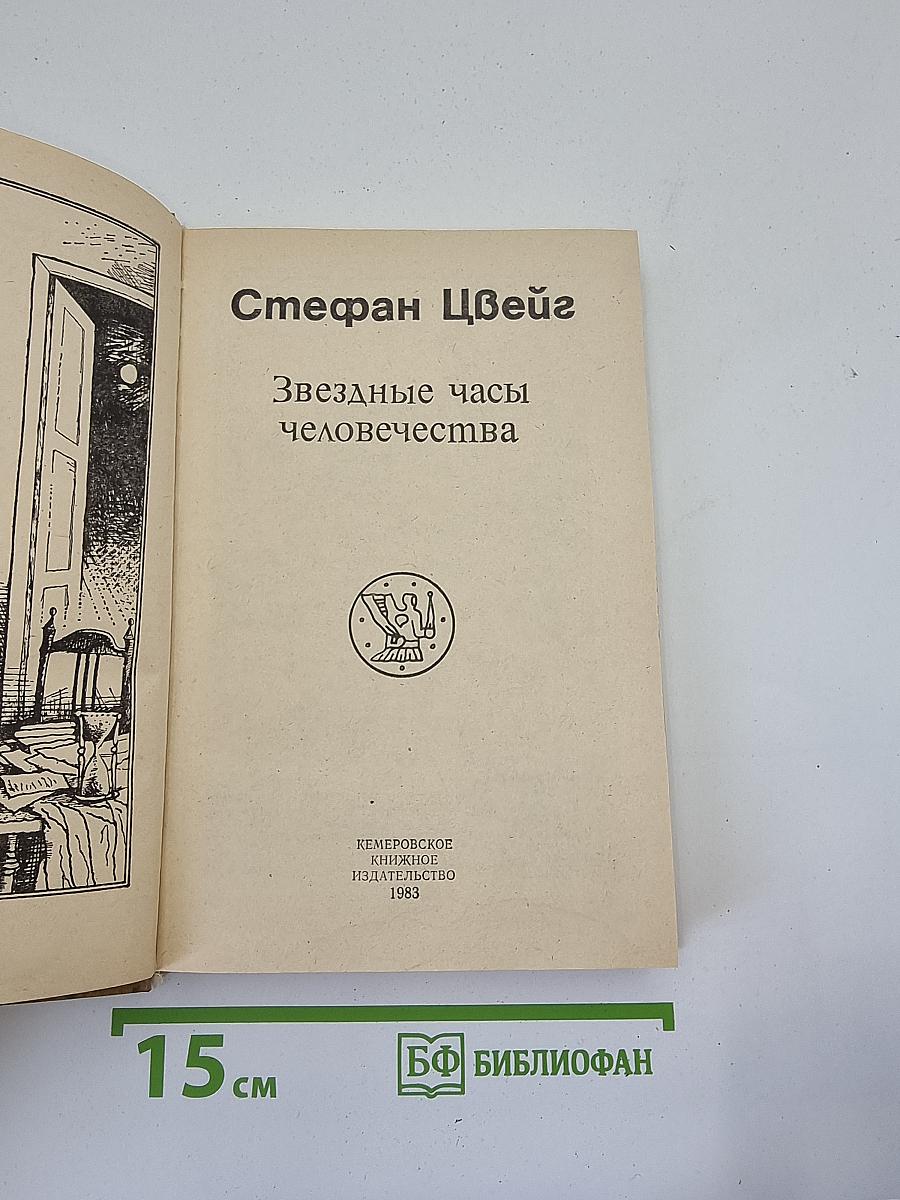 Стефан Цвейг
Звездные часы
человечества
КЕМЕРОВСКОЕ
КНИЖНОЕ
ИЗДАТЕЛЬСТВО
1983
15 см
БФ БИБЛИОФАН